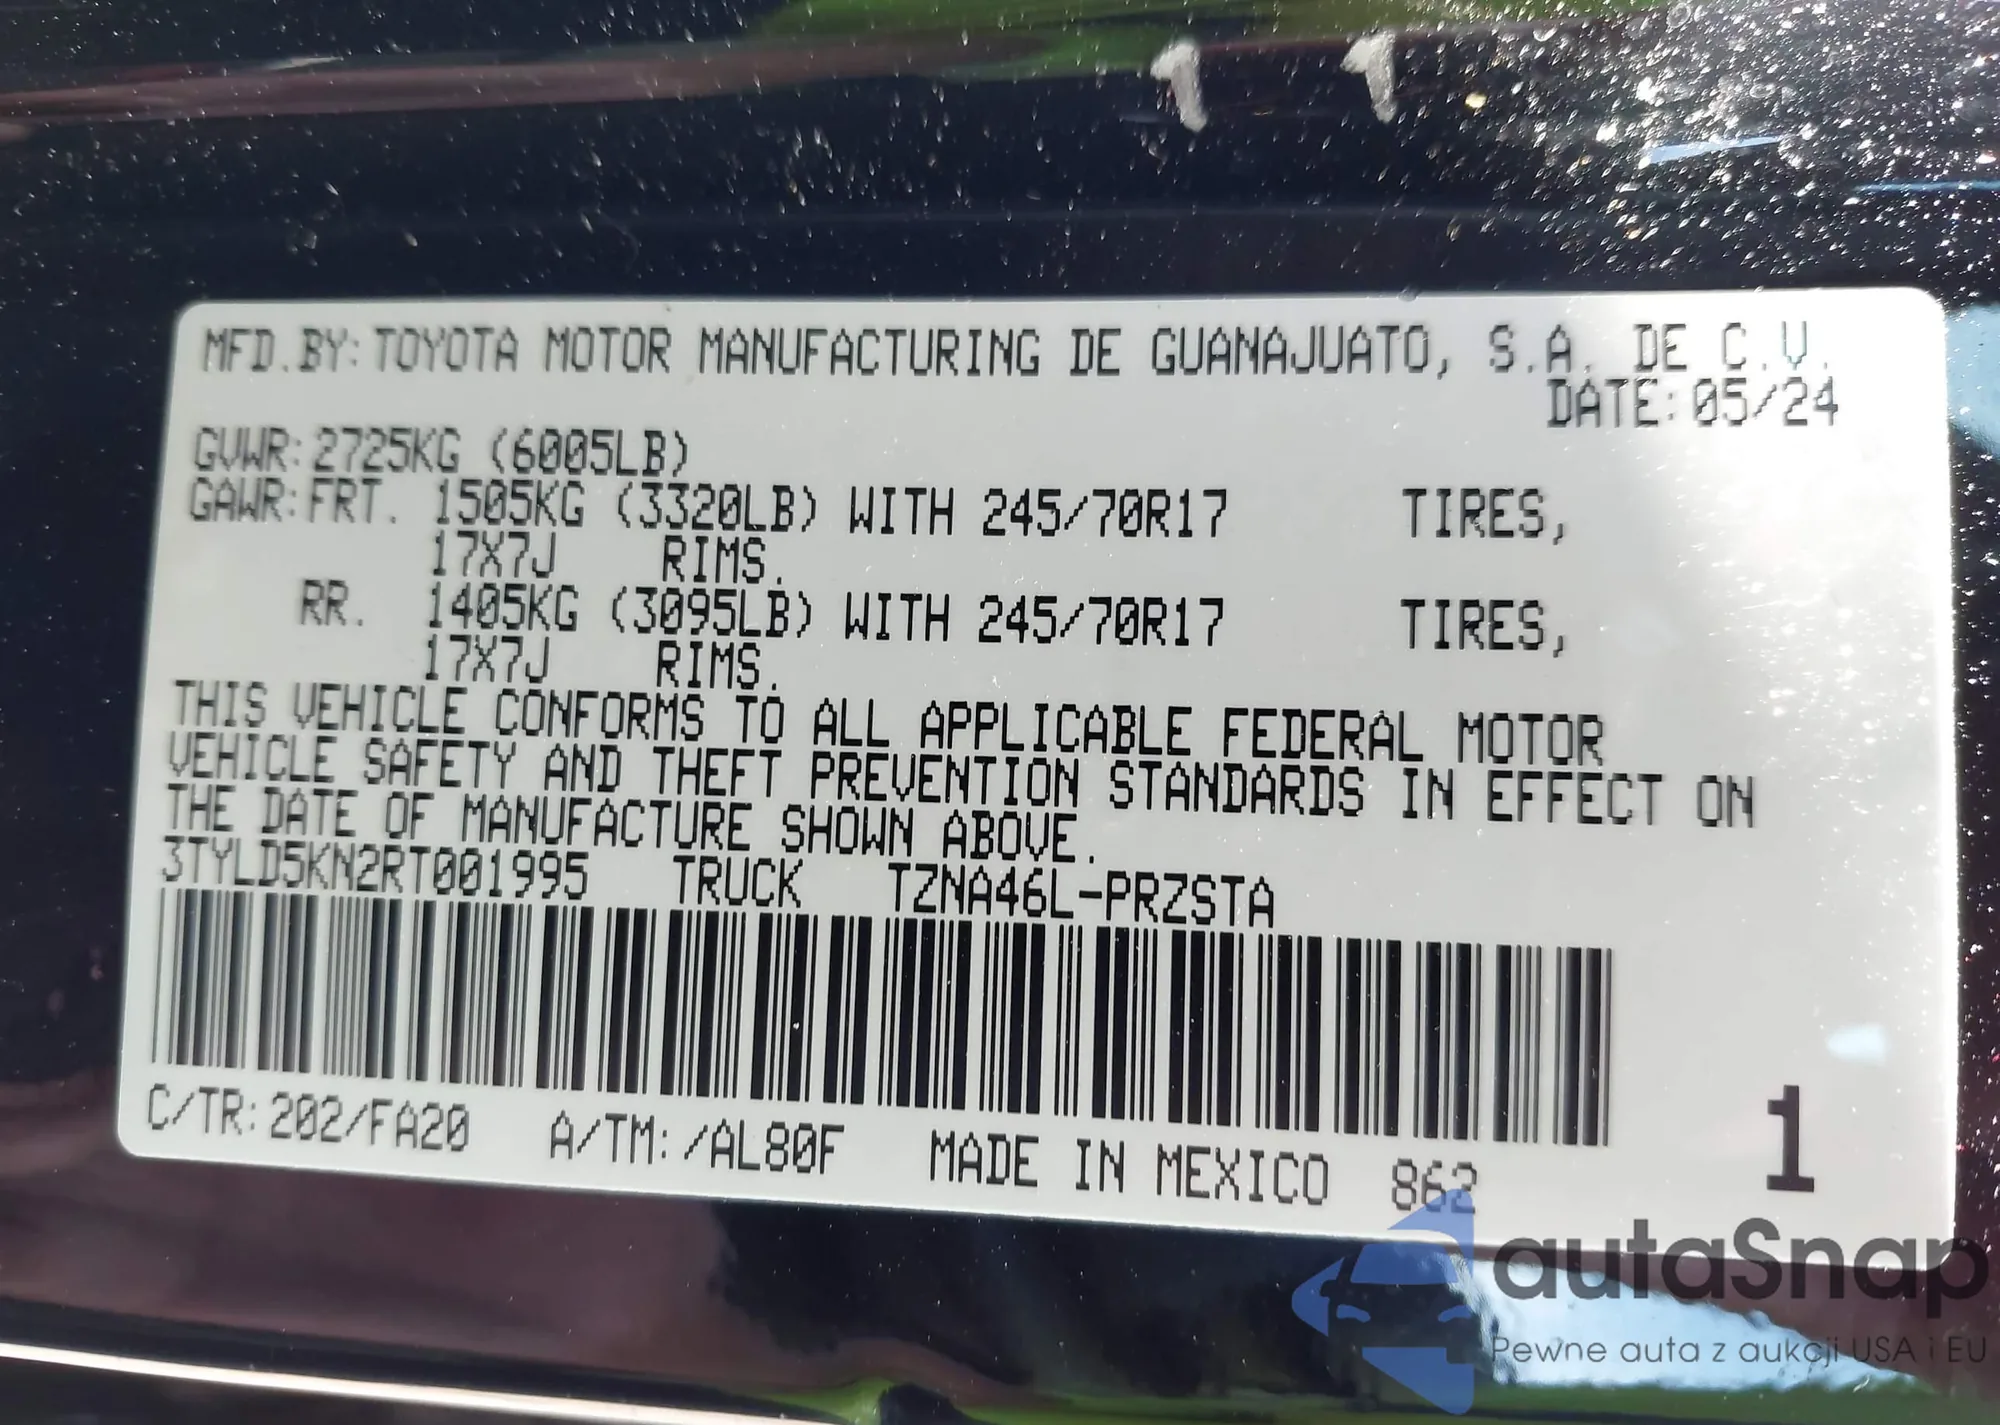 MFD.BY: TOYOTA MOTOR MANUFACTURING DE GUANAJUATO, S.A. DE C.V.
DATE: 05/24
GVWR: 2725KG (6005LB)
GAWR: FRT. 1505KG (3320LB) WITH 245/70R17 TIRES,
17X7J RIMS.
RR. 1405KG (3095LB) WITH 245/70R17 TIRES,
17X7J RIMS.
THIS VEHICLE CONFORMS TO ALL APPLICABLE FEDERAL MOTOR
VEHICLE SAFETY AND THEFT PREVENTION STANDARDS IN EFFECT ON
THE DATE OF MANUFACTURE SHOWN ABOVE.
3TYLD5KN2RT001995 TRUCK TZNA46L-PRZSTA
C/TR: 202/FA20 A/TM: /AL80F MADE IN MEXICO 862
1
autaSnap
Pewne auta z aukcji USA i EU